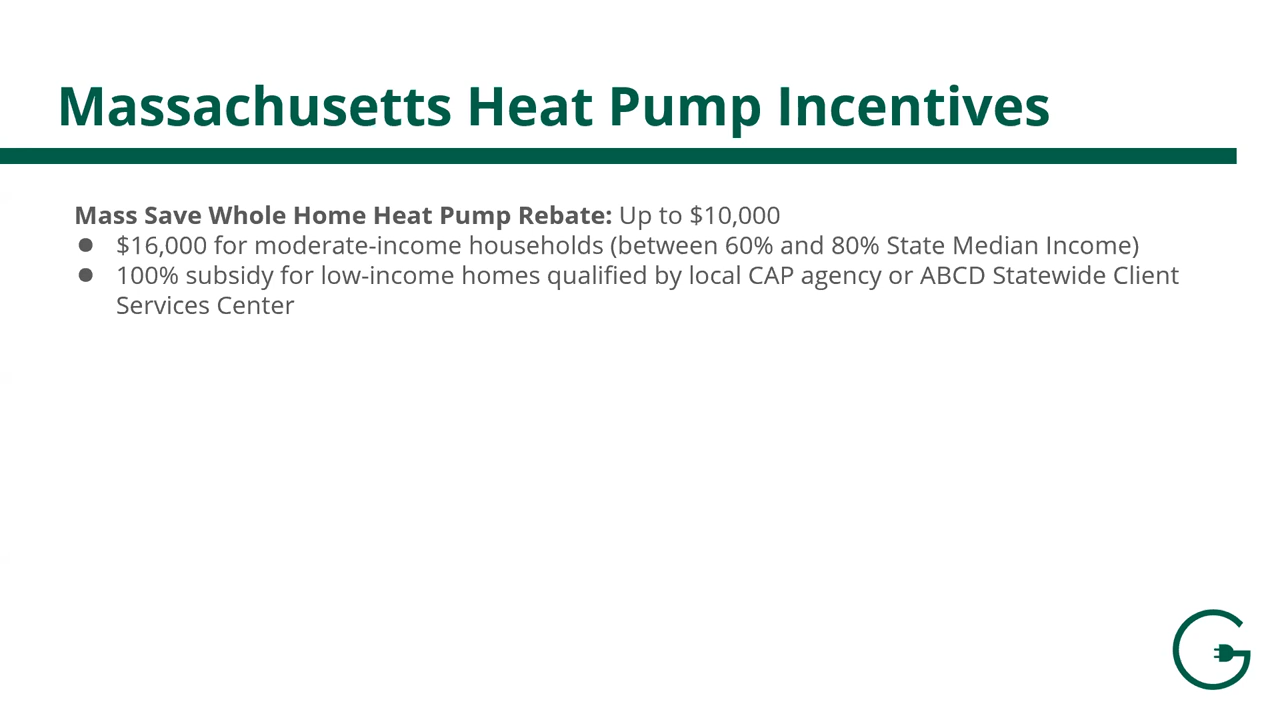 Massachusetts Heat Pump Incentives
Mass Save Whole Home Heat Pump Rebate: Up to $10,000
● $16,000 for moderate-income households (between 60% and 80% State Median Income)
● 100% subsidy for low-income homes qualified by local CAP agency or ABCD Statewide Client
Services Center